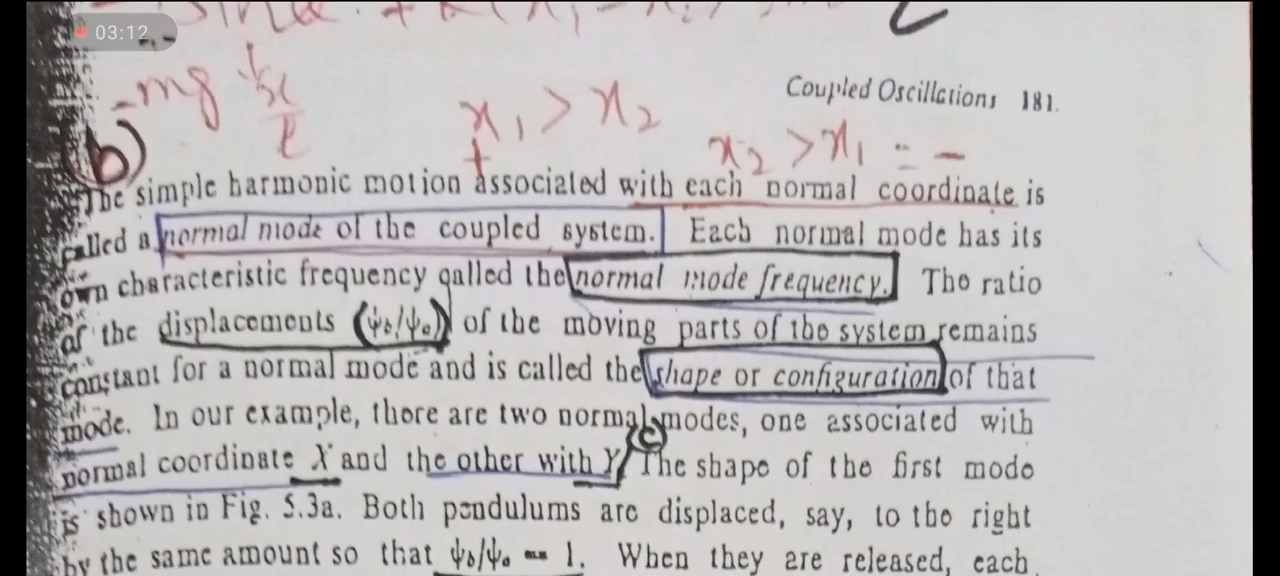 03:12
Coupled Oscillations 181.
-mg x/l
x₁ > x₂
+
x₂ > x₁ = -
(b)
The simple harmonic motion associated with each normal coordinate is
called a normal mode of the coupled system. Each normal mode has its
own characteristic frequency called the normal mode frequency. The ratio
of the displacements (ψb/ψa) of the moving parts of the system remains
constant for a normal mode and is called the shape or configuration of that
mode. In our example, there are two normal modes, one associated with
(c)
normal coordinate X and the other with Y. The shape of the first mode
is shown in Fig. 5.3a. Both pendulums are displaced, say, to the right
by the same amount so that ψb/ψa = 1. When they are released, each